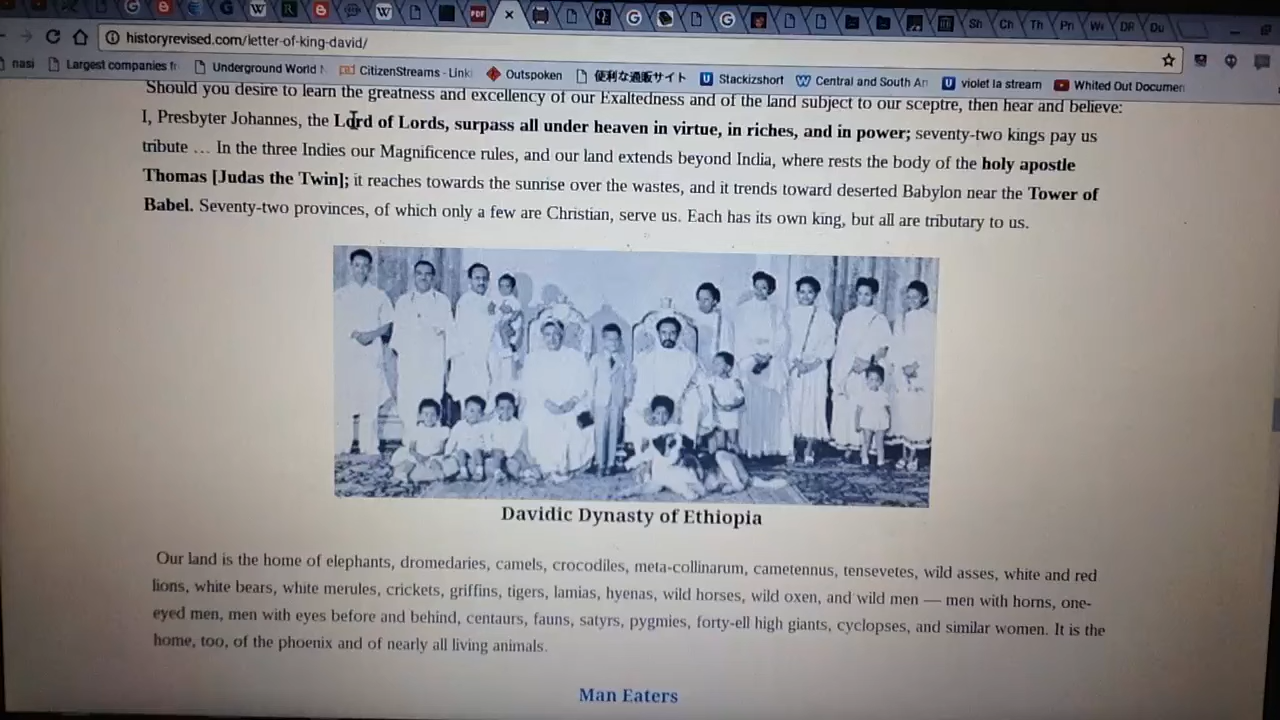 Sh Ch Th Pri Wi DR Du
historyrevised.com/letter-of-king-david/
nasi Largest companies fr Underground World N CitizenStreams - Link Outspoken 便利な通販サイト Stackizshort Central and South Am violet la stream Whited Out Documen
Should you desire to learn the greatness and excellency of our Exaltedness and of the land subject to our sceptre, then hear and believe:
I, Presbyter Johannes, the Lord of Lords, surpass all under heaven in virtue, in riches, and in power; seventy-two kings pay us
tribute … In the three Indies our Magnificence rules, and our land extends beyond India, where rests the body of the holy apostle
Thomas [Judas the Twin]; it reaches towards the sunrise over the wastes, and it trends toward deserted Babylon near the Tower of
Babel. Seventy-two provinces, of which only a few are Christian, serve us. Each has its own king, but all are tributary to us.
Davidic Dynasty of Ethiopia
Our land is the home of elephants, dromedaries, camels, crocodiles, meta-collinarum, cametennus, tensevetes, wild asses, white and red
lions, white bears, white merules, crickets, griffins, tigers, lamias, hyenas, wild horses, wild oxen, and wild men — men with horns, one-
eyed men, men with eyes before and behind, centaurs, fauns, satyrs, pygmies, forty-ell high giants, cyclopses, and similar women. It is the
home, too, of the phoenix and of nearly all living animals.
Man Eaters